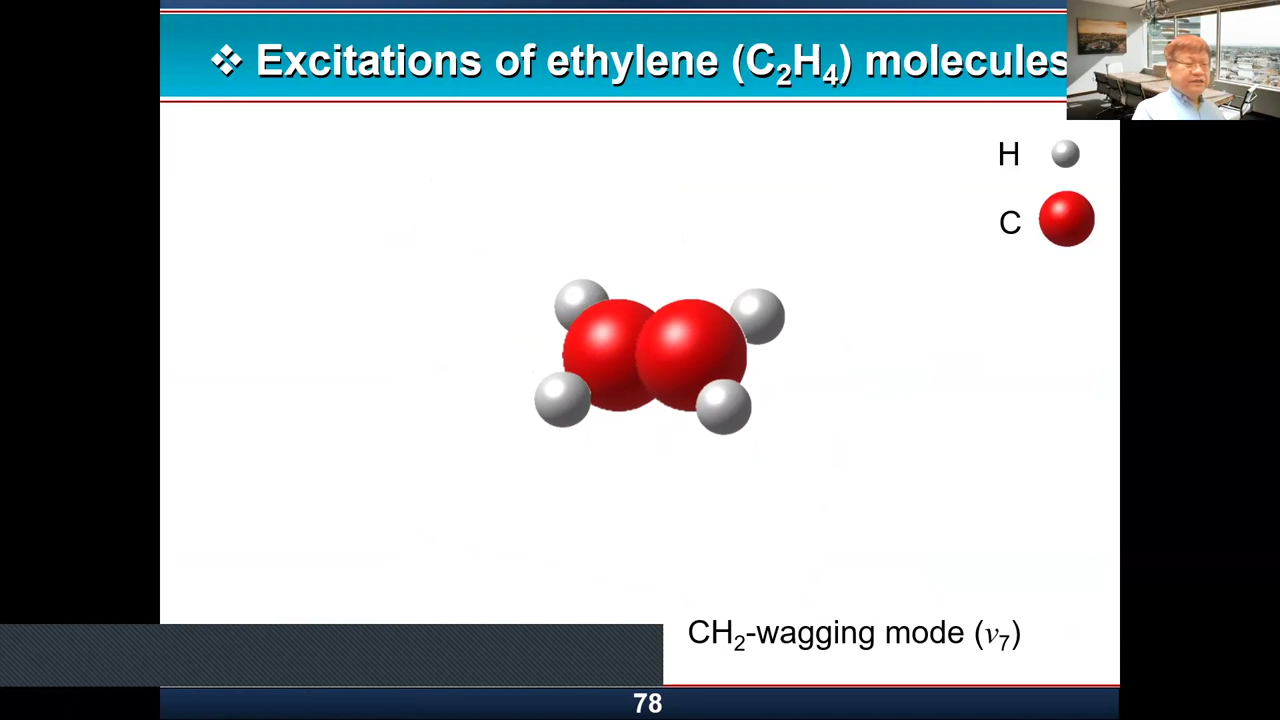 ❖ Excitations of ethylene (C₂H₄) molecules
H
C
CH₂-wagging mode (ν₇)
78